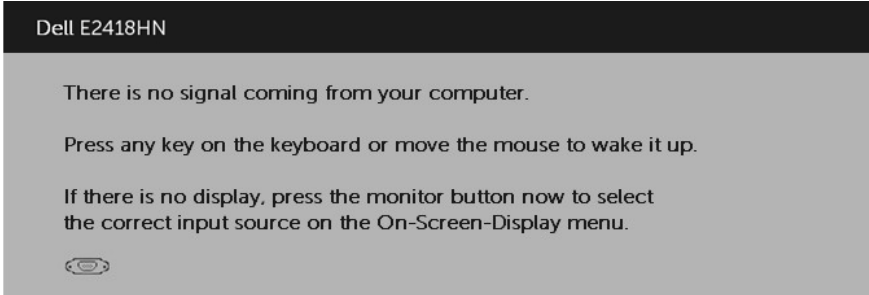 Dell E2418HN
There is no signal coming from your computer.
Press any key on the keyboard or move the mouse to wake it up.
If there is no display, press the monitor button now to select
the correct input source on the On-Screen-Display menu.